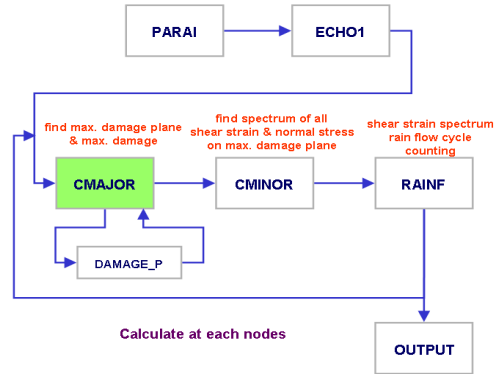 PARAI
ECHO1
find max. damage plane
& max. damage
find spectrum of all
shear strain & normal stress
on max. damage plane
shear strain spectrum
rain flow cycle
counting
CMAJOR
CMINOR
RAINF
DAMAGE_P
Calculate at each nodes
OUTPUT